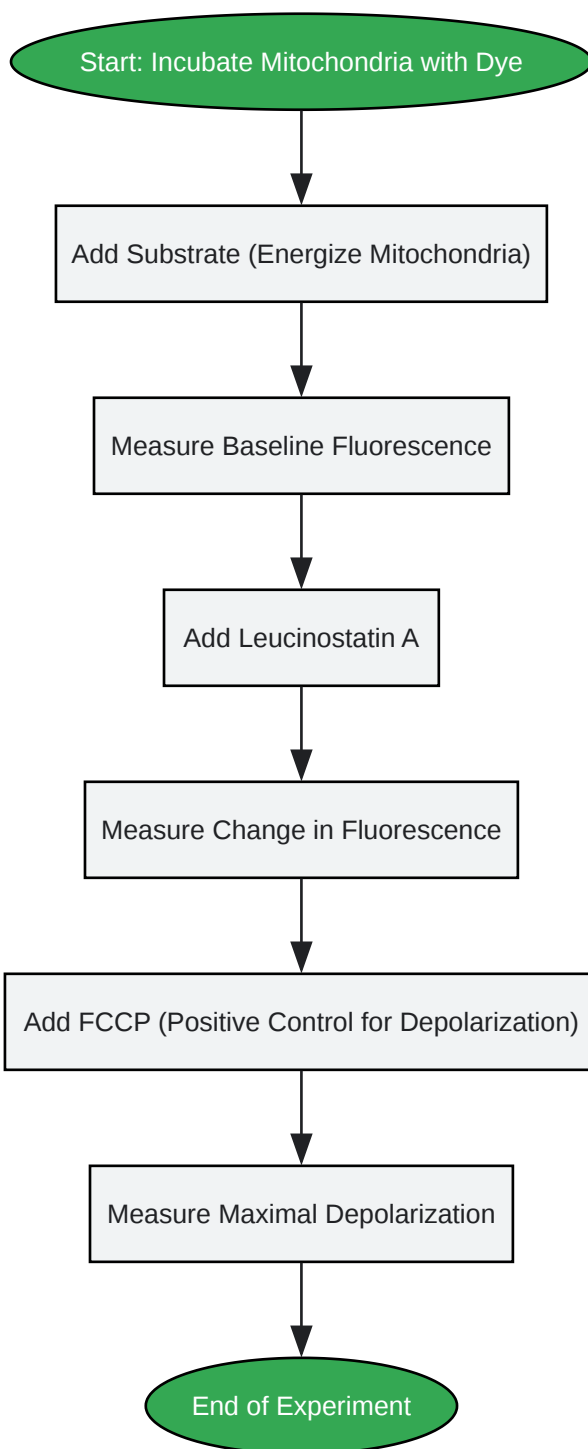 Start: Incubate Mitochondria with Dye
Add Substrate (Energize Mitochondria)
Measure Baseline Fluorescence
Add Leucinostatin A
Measure Change in Fluorescence
Add FCCP (Positive Control for Depolarization)
Measure Maximal Depolarization
End of Experiment